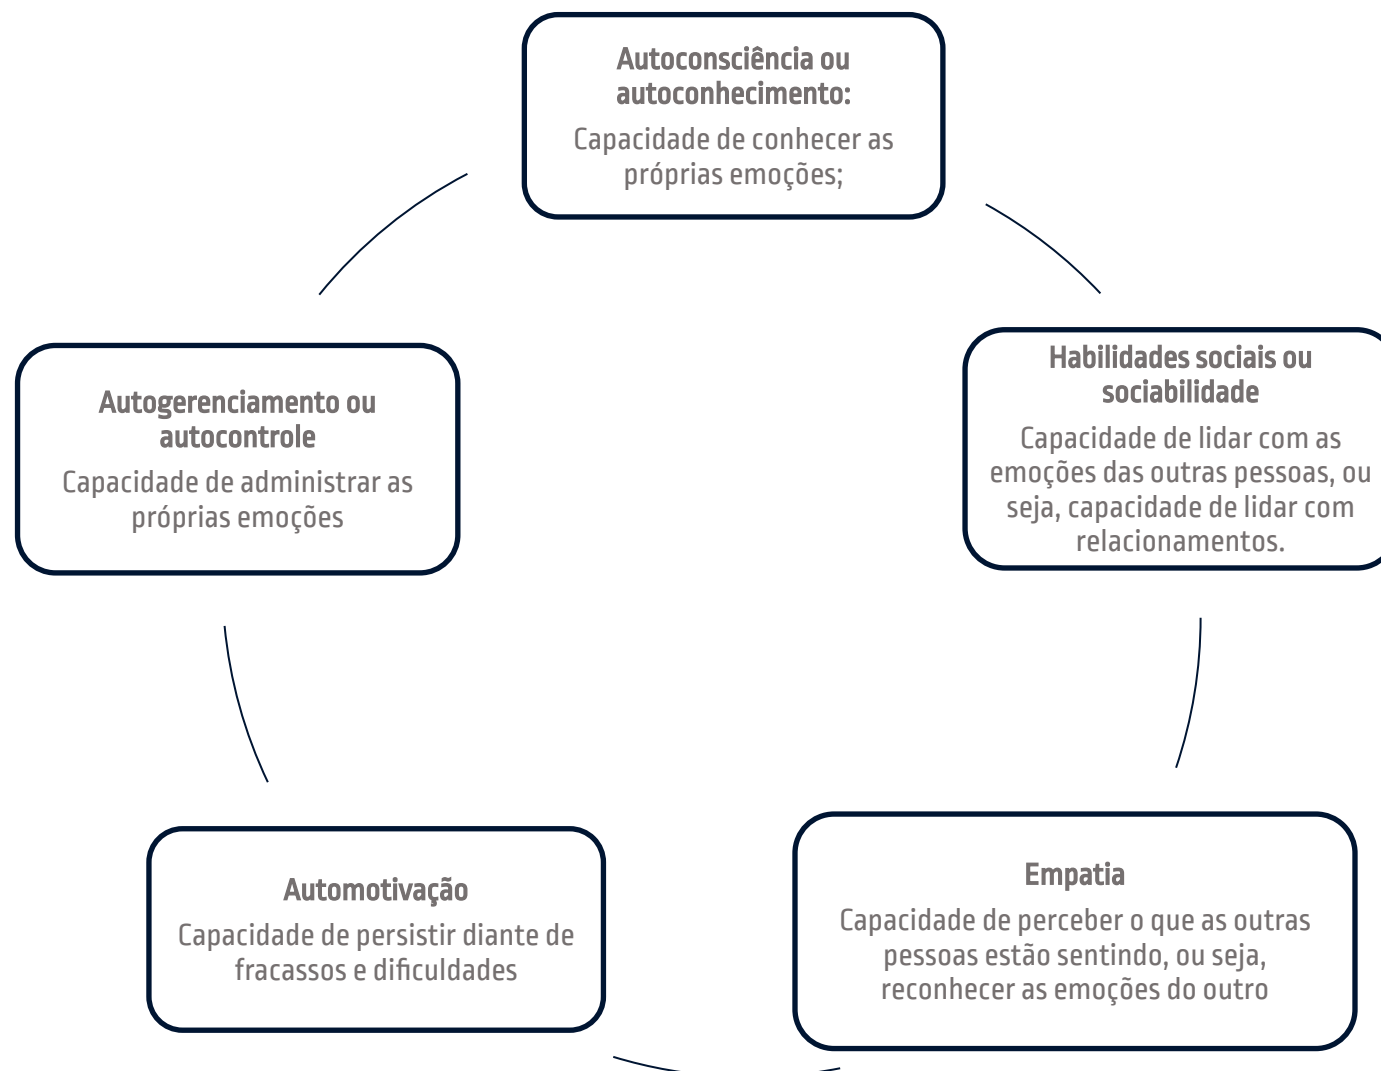 Autoconsciência ou
autoconhecimento:
Capacidade de conhecer as
próprias emoções;
Autogerenciamento ou
autocontrole
Capacidade de administrar as
próprias emoções
Habilidades sociais ou
sociabilidade
Capacidade de lidar com as
emoções das outras pessoas, ou
seja, capacidade de lidar com
relacionamentos.
Automotivação
Capacidade de persistir diante de
fracassos e dificuldades
Empatia
Capacidade de perceber o que as outras
pessoas estão sentindo, ou seja,
reconhecer as emoções do outro